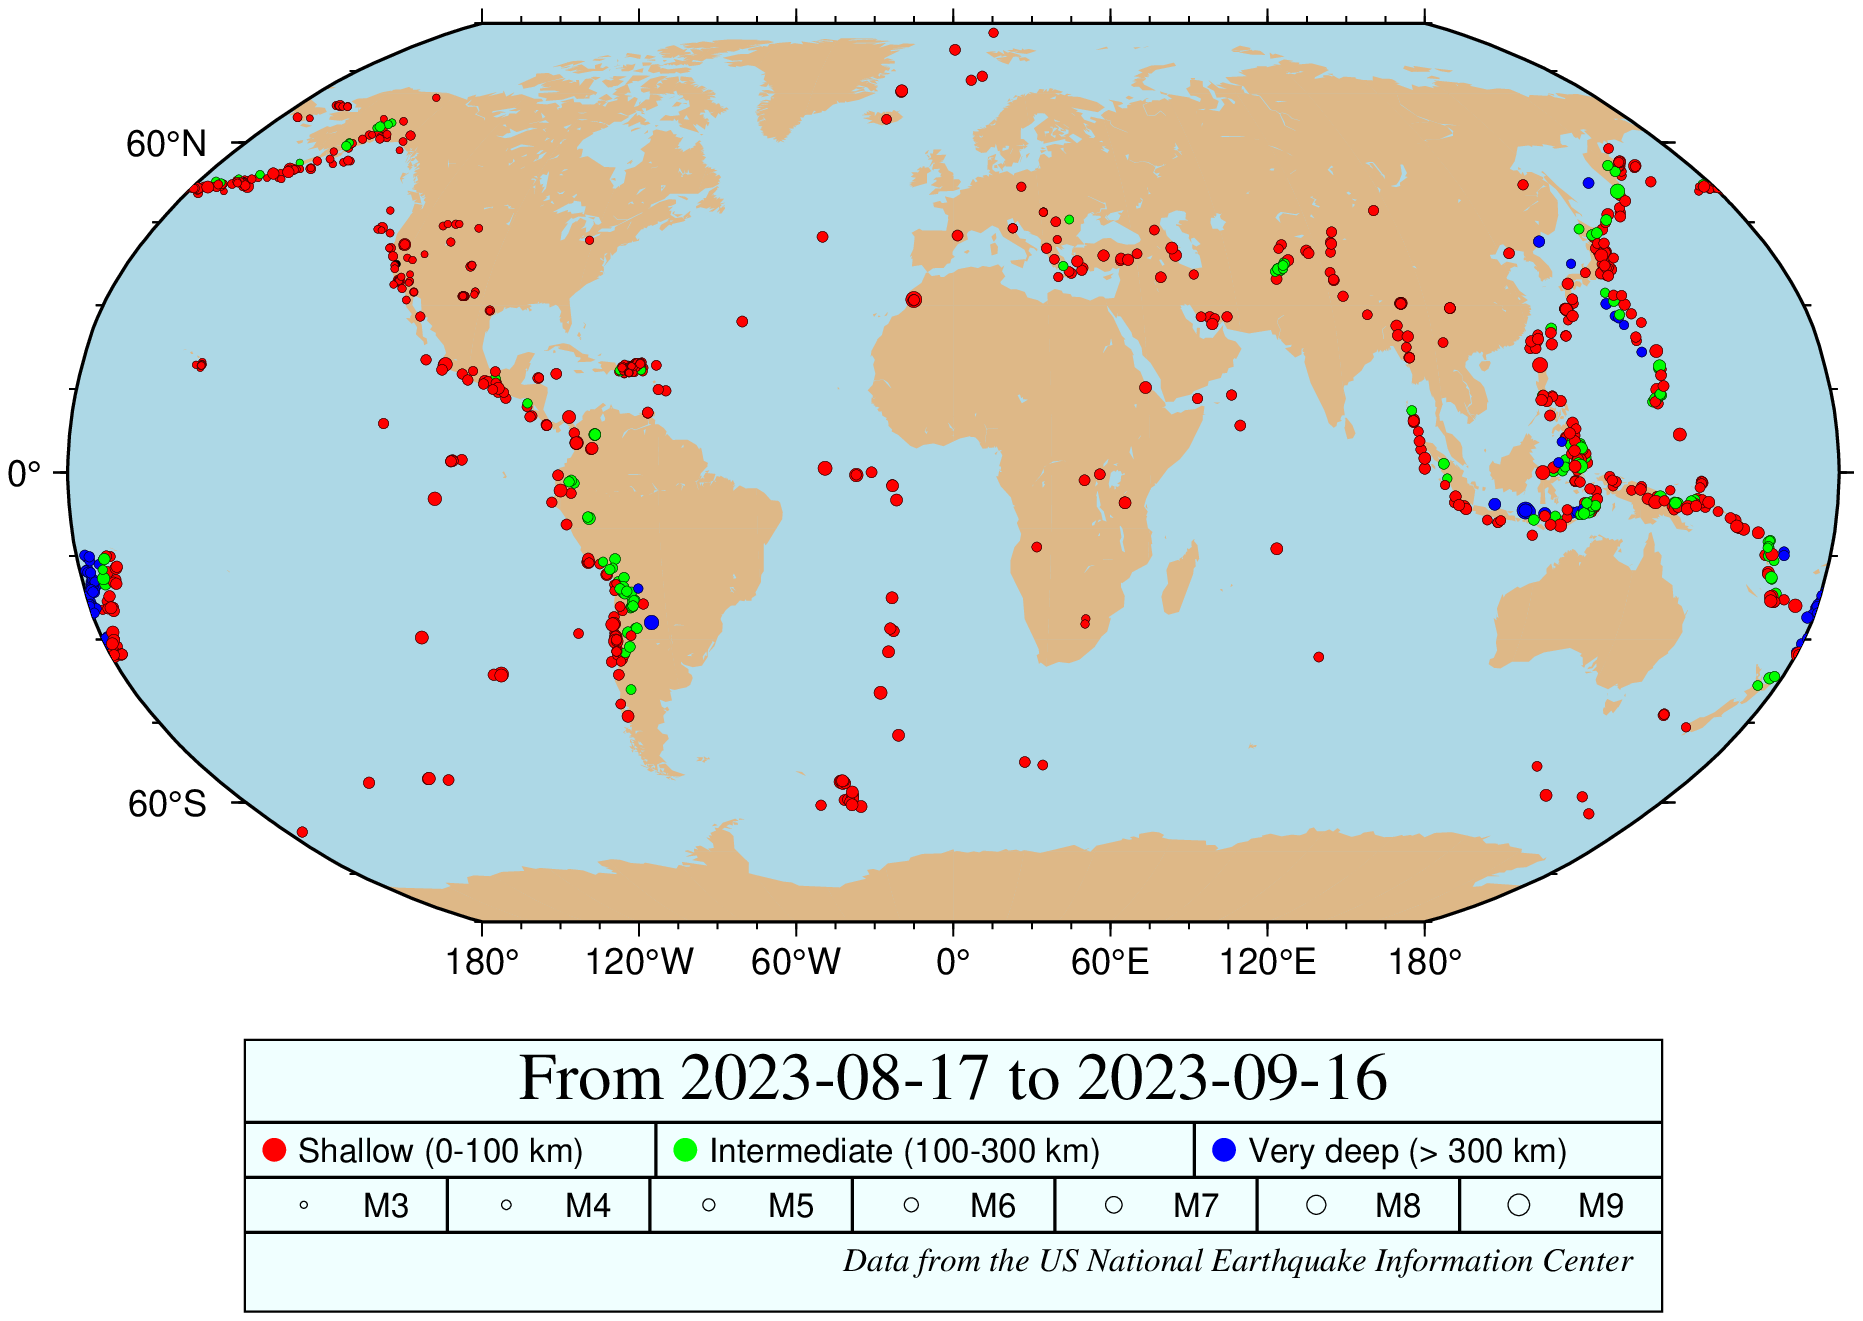 60°N
0°
60°S
180° 120°W 60°W 0° 60°E 120°E 180°
From 2023-08-17 to 2023-09-16
Shallow (0-100 km) Intermediate (100-300 km) Very deep (> 300 km)
M3 M4 M5 M6 M7 M8 M9
Data from the US National Earthquake Information Center